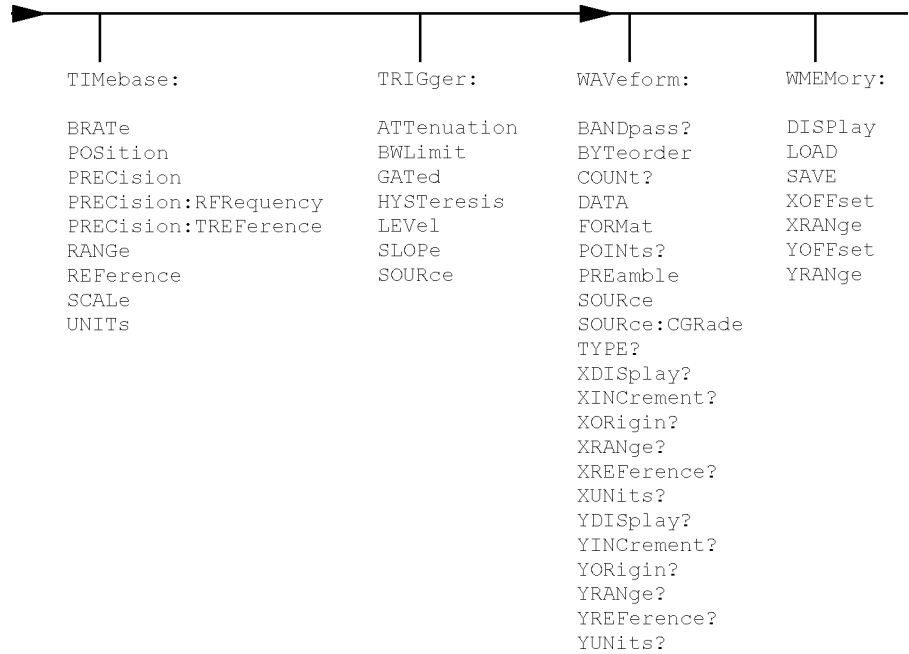 TIMebase:
BRATe
POSition
PRECision
PRECision:RFRequency
PRECision:TREFerence
RANGe
REFerence
SCALe
UNITs
TRIGger:
ATTenuation
BWLimit
GATed
HYSTeresis
LEVel
SLOPe
SOURce
WAVeform:
BANDpass?
BYTeorder
COUNt?
DATA
FORMat
POINts?
PREamble
SOURce
SOURce:CGRade
TYPE?
XDISplay?
XINCrement?
XORigin?
XRANge?
XREFerence?
XUNits?
YDISplay?
YINCrement?
YORigin?
YRANge?
YREFerence?
YUNits?
WMEMory:
DISPlay
LOAD
SAVE
XOFFset
XRANge
YOFFset
YRANge